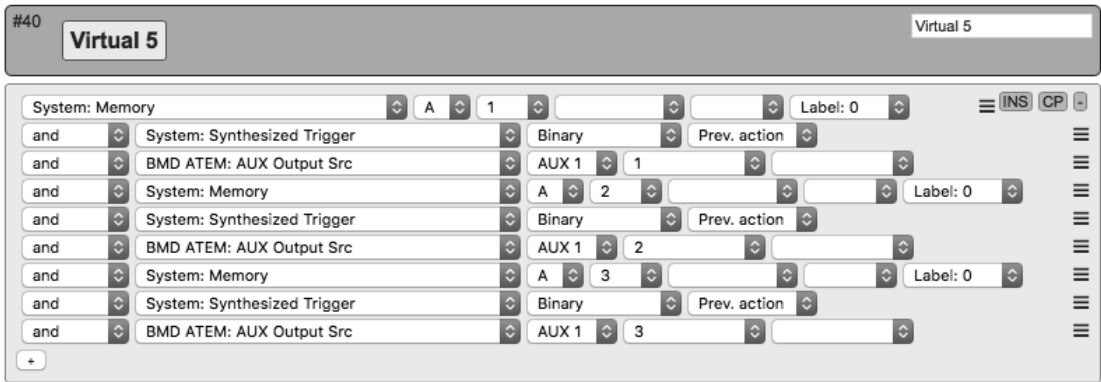 #40
Virtual 5
Virtual 5
System: Memory A 1 Label: 0 INS CP -
and System: Synthesized Trigger Binary Prev. action
and BMD ATEM: AUX Output Src AUX 1 1
and System: Memory A 2 Label: 0
and System: Synthesized Trigger Binary Prev. action
and BMD ATEM: AUX Output Src AUX 1 2
and System: Memory A 3 Label: 0
and System: Synthesized Trigger Binary Prev. action
and BMD ATEM: AUX Output Src AUX 1 3
+